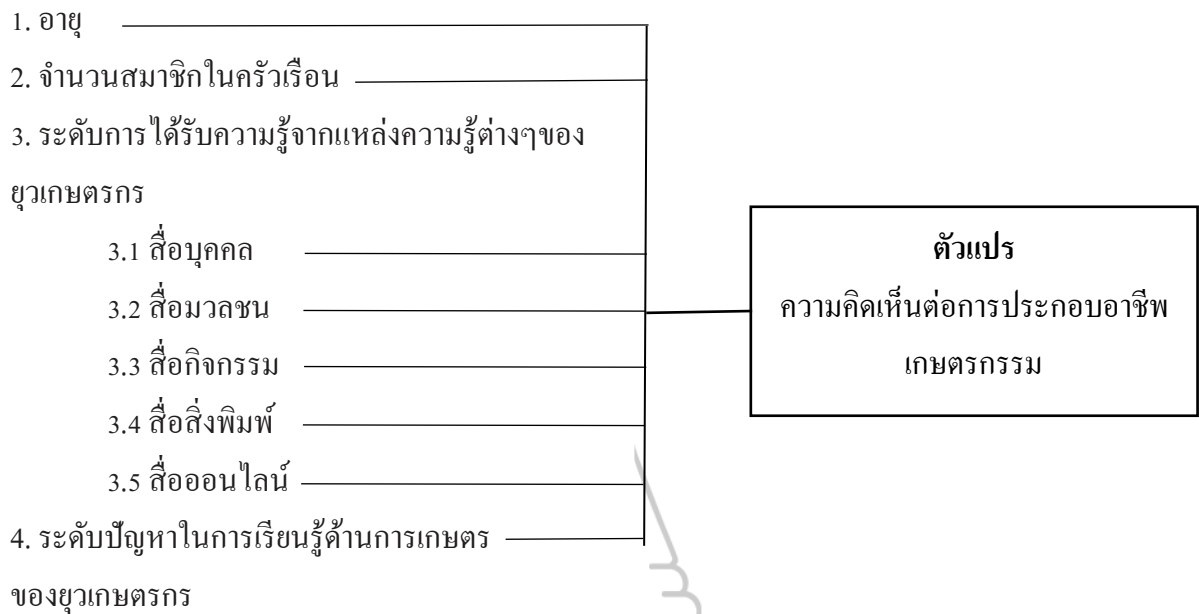 1. อายุ
2. จำนวนสมาชิกในครัวเรือน
3. ระดับการได้รับความรู้จากแหล่งความรู้ต่างๆของ
ยุวเกษตรกร
3.1 สื่อบุคคล
3.2 สื่อมวลชน
3.3 สื่อกิจกรรม
3.4 สื่อสิ่งพิมพ์
3.5 สื่อออนไลน์
4. ระดับปัญหาในการเรียนรู้ด้านการเกษตร
ของยุวเกษตรกร
ตัวแปร
ความคิดเห็นต่อการประกอบอาชีพ
เกษตรกรรม